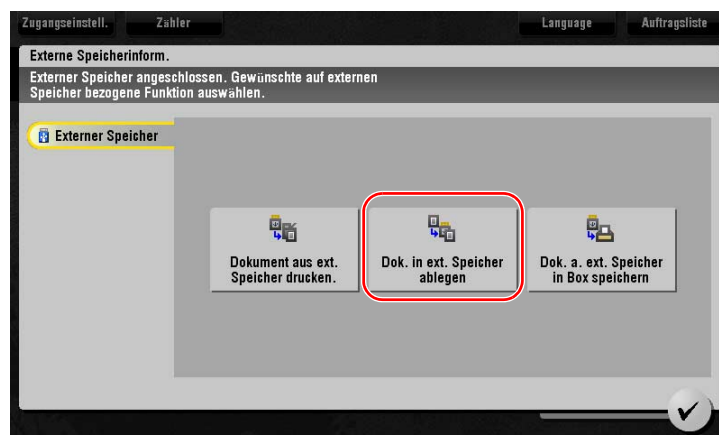 Zugangseinstell. Zähler Language Auftragsliste
Externe Speicherinform.
Externer Speicher angeschlossen. Gewünschte auf externen
Speicher bezogene Funktion auswählen.
Externer Speicher
Dokument aus ext.
Speicher drucken.
Dok. in ext. Speicher
ablegen
Dok. a. ext. Speicher
in Box speichern